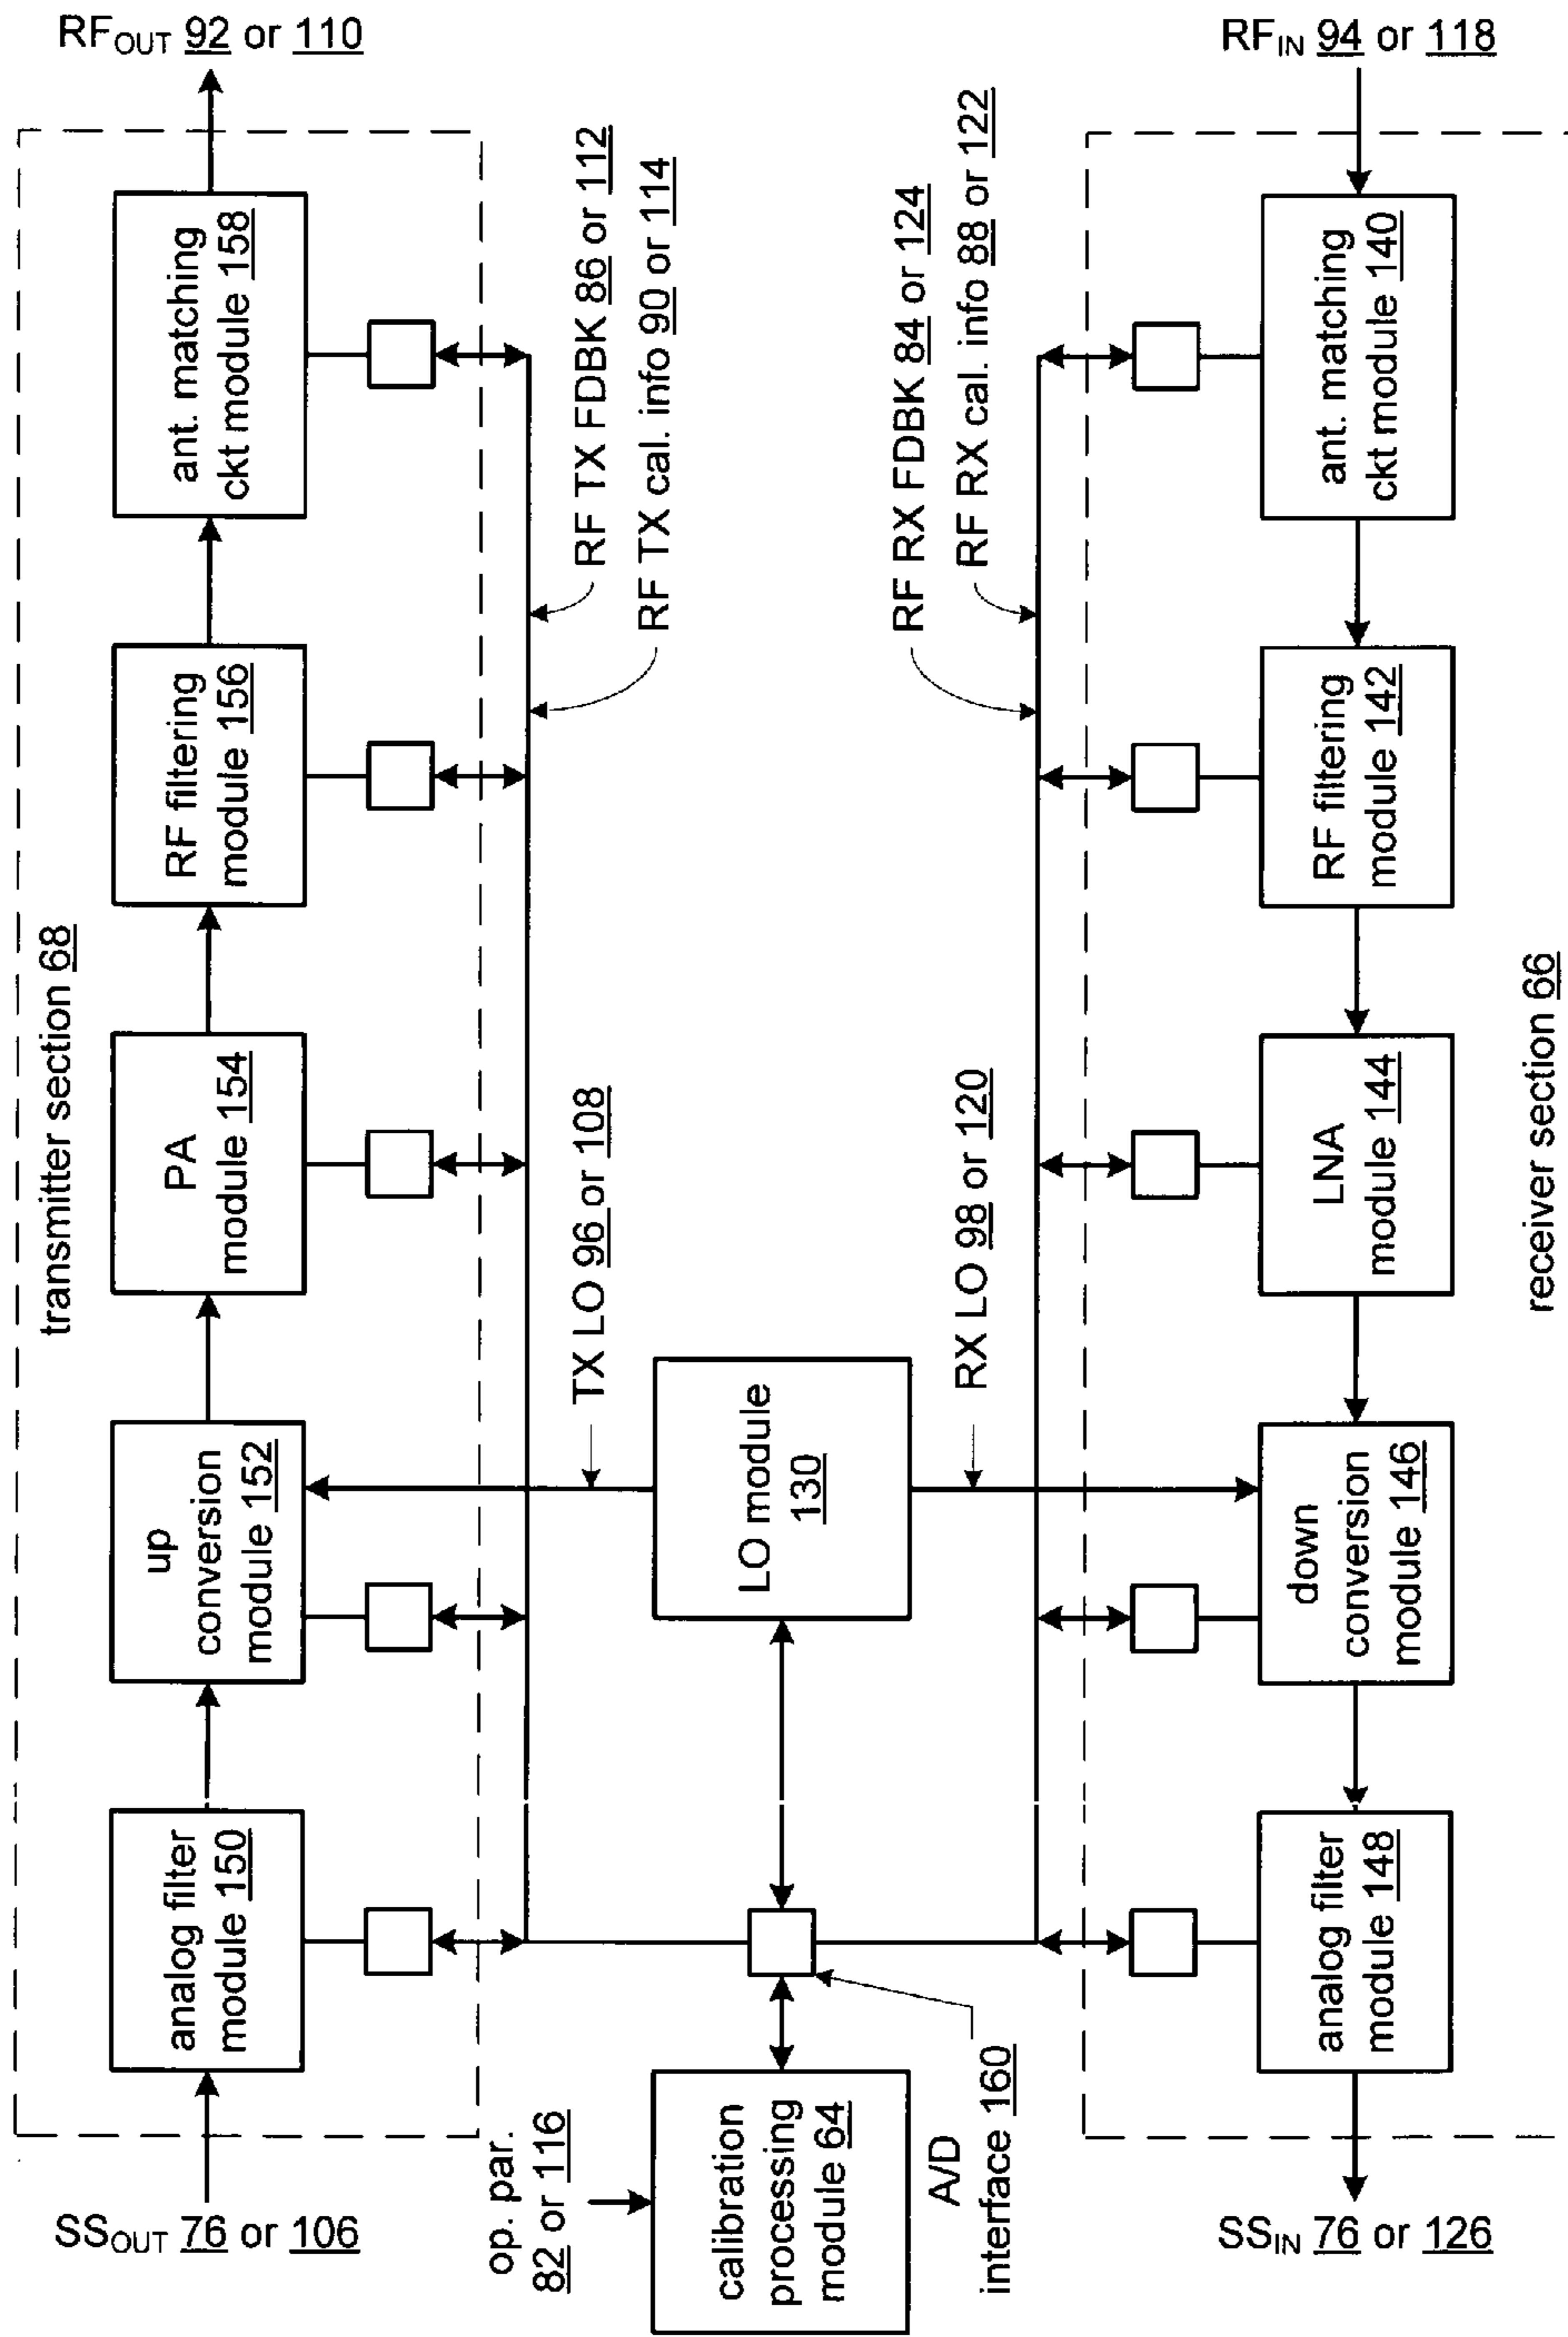 RFOUT 92 or 110
transmitter section 68
ant. matching
ckt module 158
RF filtering
module 156
PA
module 154
up
conversion
module 152
analog filter
module 150
SSOUT 76 or 106
RF TX FDBK 86 or 112
RF TX cal. info 90 or 114
TX LO 96 or 108
op. par.
82 or 116
LO module
130
calibration
processing
module 64
A/D
interface 160
RF RX FDBK 84 or 124
RF RX cal. info 88 or 122
RX LO 98 or 120
RFIN 94 or 118
ant. matching
ckt module 140
RF filtering
module 142
LNA
module 144
down
conversion
module 146
analog filter
module 148
SSIN 76 or 126
receiver section 66